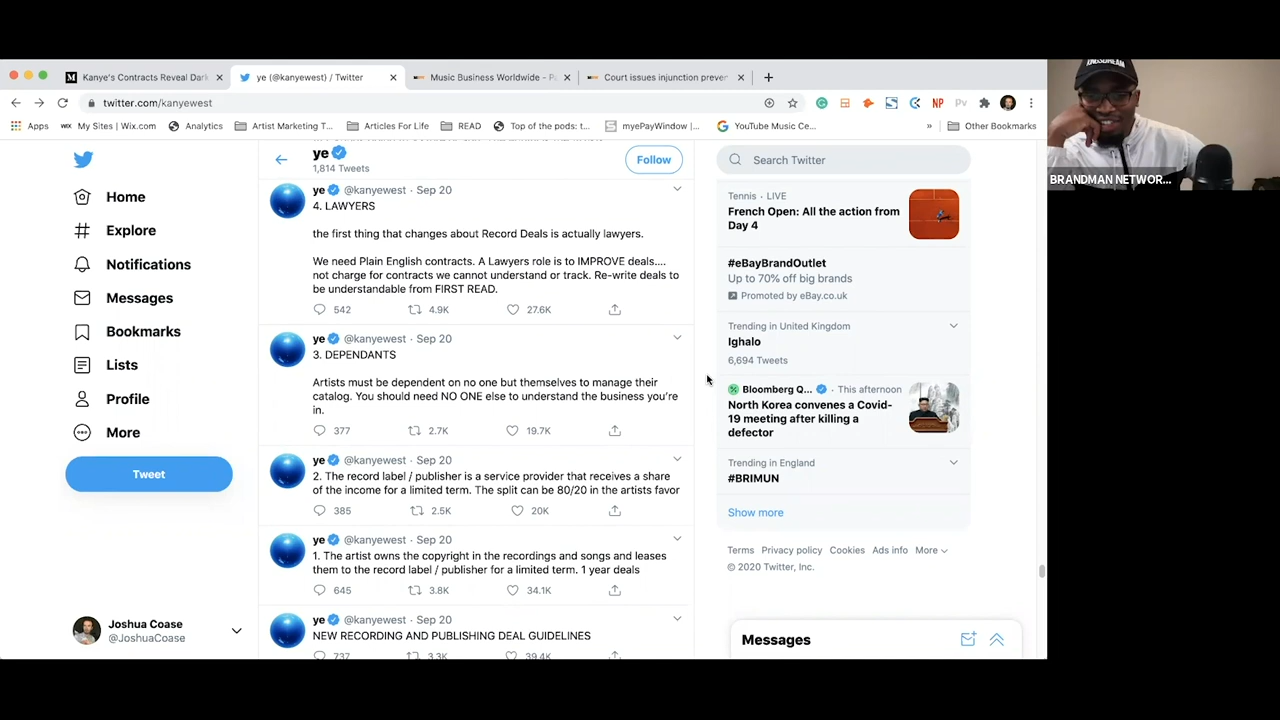 Kanye's Contracts Reveal Dark
ye (@kanyewest) / Twitter
Music Business Worldwide - Po
Court issues injunction preven
twitter.com/kanyewest
NP
Pv
Apps
WIX My Sites | Wix.com
Analytics
Artist Marketing T...
Articles For Life
READ
Top of the pods: t...
myePayWindow |...
YouTube Music Ce...
»
Other Bookmarks
ye
1,814 Tweets
Follow
Home
Explore
Notifications
Messages
Bookmarks
Lists
Profile
More
Tweet
Joshua Coase
@JoshuaCoase
ye @kanyewest · Sep 20
4. LAWYERS
the first thing that changes about Record Deals is actually lawyers.
We need Plain English contracts. A Lawyers role is to IMPROVE deals....
not charge for contracts we cannot understand or track. Re-write deals to
be understandable from FIRST READ.
542 4.9K 27.6K
ye @kanyewest · Sep 20
3. DEPENDANTS
Artists must be dependent on no one but themselves to manage their
catalog. You should need NO ONE else to understand the business you're
in.
377 2.7K 19.7K
ye @kanyewest · Sep 20
2. The record label / publisher is a service provider that receives a share
of the income for a limited term. The split can be 80/20 in the artists favor
385 2.5K 20K
ye @kanyewest · Sep 20
1. The artist owns the copyright in the recordings and songs and leases
them to the record label / publisher for a limited term. 1 year deals
645 3.8K 34.1K
ye @kanyewest · Sep 20
NEW RECORDING AND PUBLISHING DEAL GUIDELINES
737 3.3K 39.4K
Search Twitter
Tennis · LIVE
French Open: All the action from
Day 4
#eBayBrandOutlet
Up to 70% off big brands
Promoted by eBay.co.uk
Trending in United Kingdom
Ighalo
6,694 Tweets
Bloomberg Q... · This afternoon
North Korea convenes a Covid-
19 meeting after killing a
defector
Trending in England
#BRIMUN
Show more
Terms Privacy policy Cookies Ads info More
© 2020 Twitter, Inc.
Messages
BRANDMAN NETWOR...